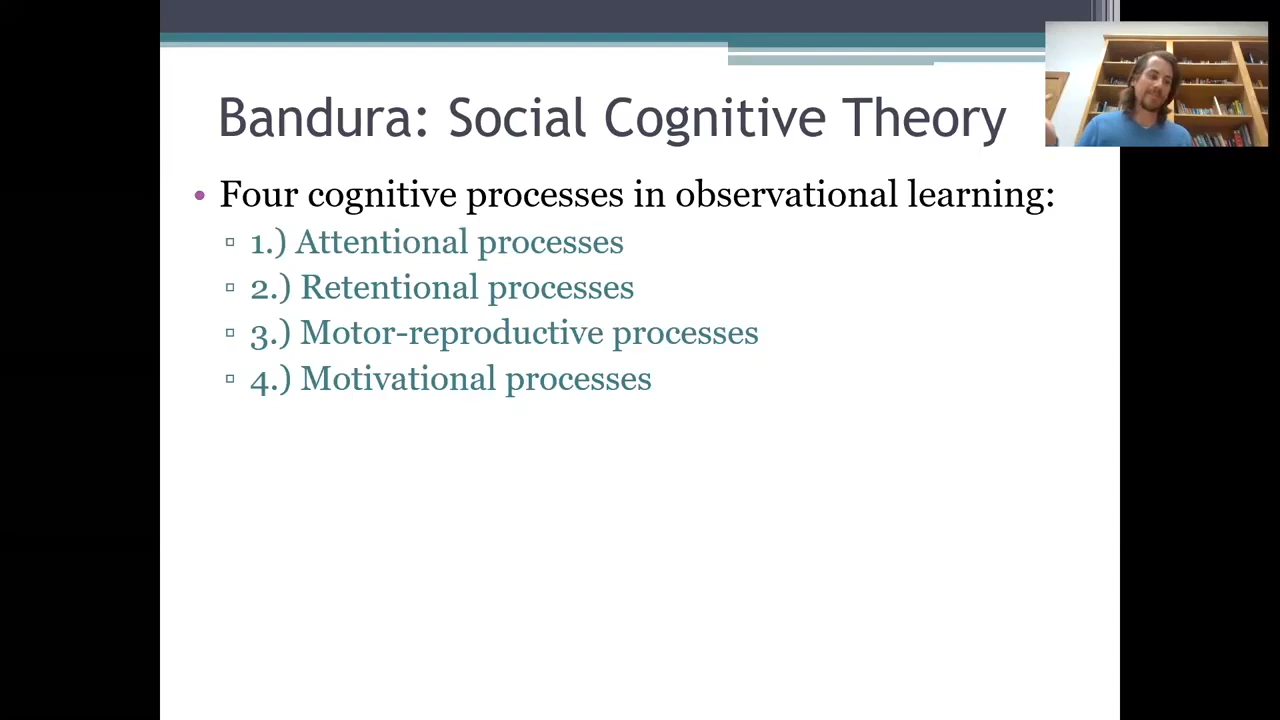 Bandura: Social Cognitive Theory
• Four cognitive processes in observational learning:
▫ 1.) Attentional processes
▫ 2.) Retentional processes
▫ 3.) Motor-reproductive processes
▫ 4.) Motivational processes